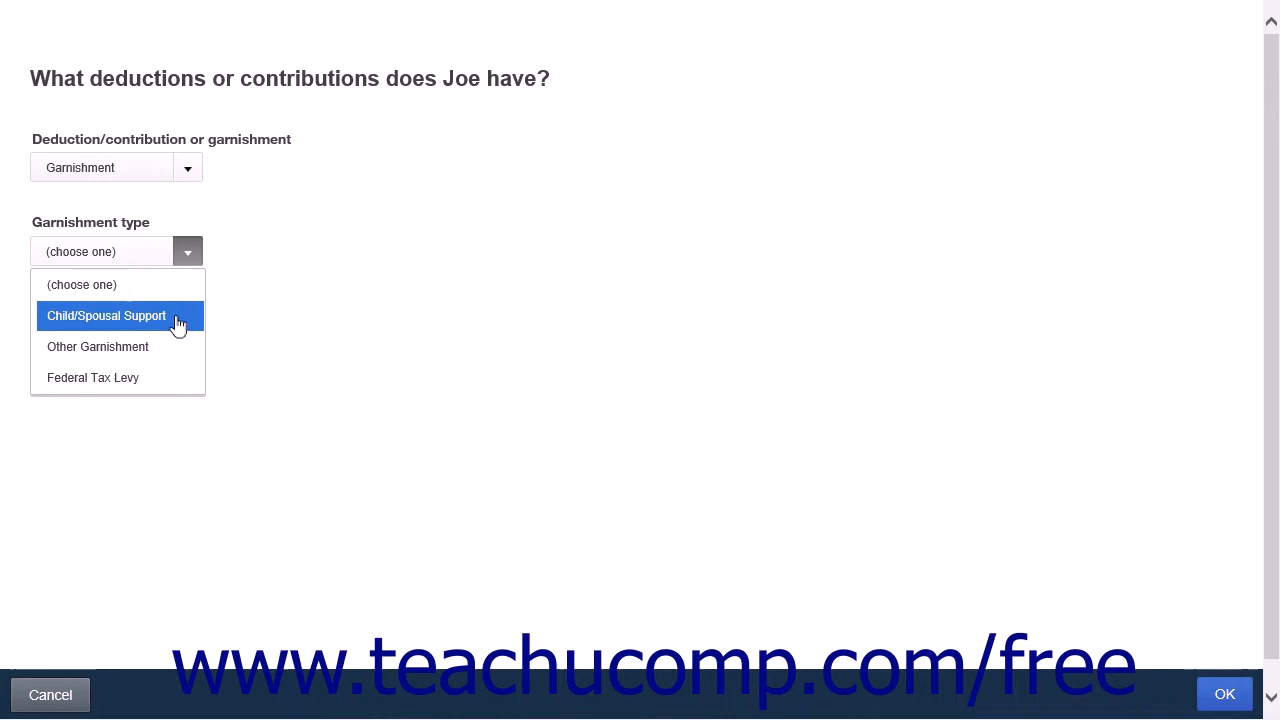 What deductions or contributions does Joe have?
Deduction/contribution or garnishment
Garnishment
Garnishment type
(choose one)
(choose one)
Child/Spousal Support
Other Garnishment
Federal Tax Levy
www.teachucomp.com/free
Cancel
OK